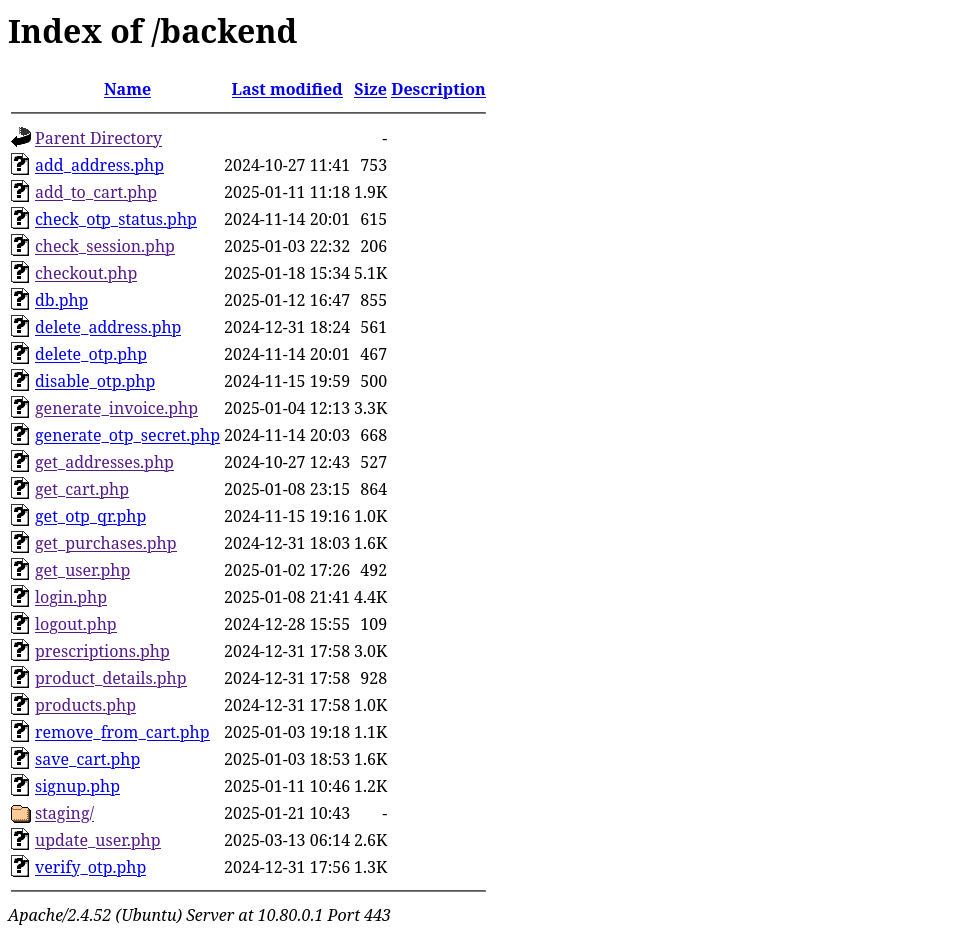 Index of /backend
Name Last modified Size Description
Parent Directory -
add_address.php 2024-10-27 11:41 753
add_to_cart.php 2025-01-11 11:18 1.9K
check_otp_status.php 2024-11-14 20:01 615
check_session.php 2025-01-03 22:32 206
checkout.php 2025-01-18 15:34 5.1K
db.php 2025-01-12 16:47 855
delete_address.php 2024-12-31 18:24 561
delete_otp.php 2024-11-14 20:01 467
disable_otp.php 2024-11-15 19:59 500
generate_invoice.php 2025-01-04 12:13 3.3K
generate_otp_secret.php 2024-11-14 20:03 668
get_addresses.php 2024-10-27 12:43 527
get_cart.php 2025-01-08 23:15 864
get_otp_qr.php 2024-11-15 19:16 1.0K
get_purchases.php 2024-12-31 18:03 1.6K
get_user.php 2025-01-02 17:26 492
login.php 2025-01-08 21:41 4.4K
logout.php 2024-12-28 15:55 109
prescriptions.php 2024-12-31 17:58 3.0K
product_details.php 2024-12-31 17:58 928
products.php 2024-12-31 17:58 1.0K
remove_from_cart.php 2025-01-03 19:18 1.1K
save_cart.php 2025-01-03 18:53 1.6K
signup.php 2025-01-11 10:46 1.2K
staging/ 2025-01-21 10:43 -
update_user.php 2025-03-13 06:14 2.6K
verify_otp.php 2024-12-31 17:56 1.3K
Apache/2.4.52 (Ubuntu) Server at 10.80.0.1 Port 443